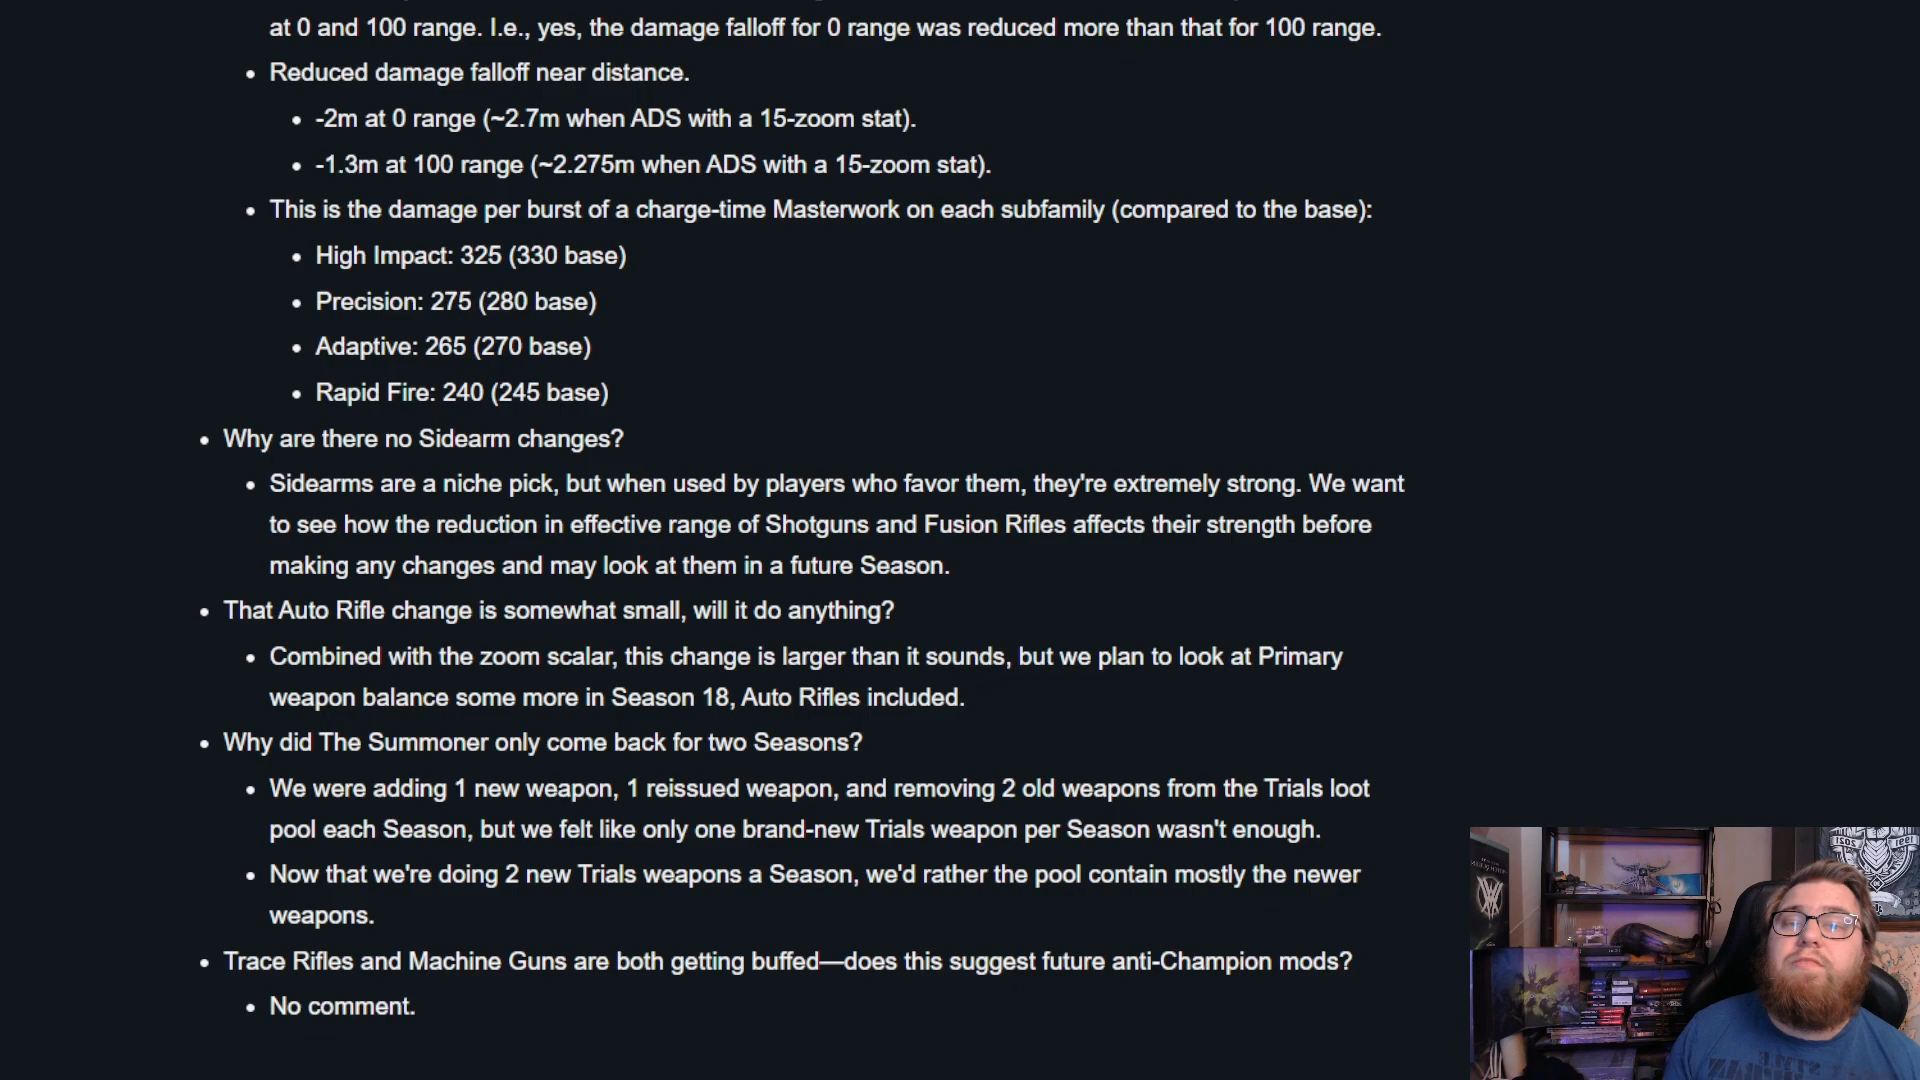 at 0 and 100 range. I.e., yes, the damage falloff for 0 range was reduced more than that for 100 range.
• Reduced damage falloff near distance.
• -2m at 0 range (~2.7m when ADS with a 15-zoom stat).
• -1.3m at 100 range (~2.275m when ADS with a 15-zoom stat).
• This is the damage per burst of a charge-time Masterwork on each subfamily (compared to the base):
• High Impact: 325 (330 base)
• Precision: 275 (280 base)
• Adaptive: 265 (270 base)
• Rapid Fire: 240 (245 base)
• Why are there no Sidearm changes?
• Sidearms are a niche pick, but when used by players who favor them, they're extremely strong. We want
to see how the reduction in effective range of Shotguns and Fusion Rifles affects their strength before
making any changes and may look at them in a future Season.
• That Auto Rifle change is somewhat small, will it do anything?
• Combined with the zoom scalar, this change is larger than it sounds, but we plan to look at Primary
weapon balance some more in Season 18, Auto Rifles included.
• Why did The Summoner only come back for two Seasons?
• We were adding 1 new weapon, 1 reissued weapon, and removing 2 old weapons from the Trials loot
pool each Season, but we felt like only one brand-new Trials weapon per Season wasn't enough.
• Now that we're doing 2 new Trials weapons a Season, we'd rather the pool contain mostly the newer
weapons.
• Trace Rifles and Machine Guns are both getting buffed—does this suggest future anti-Champion mods?
• No comment.